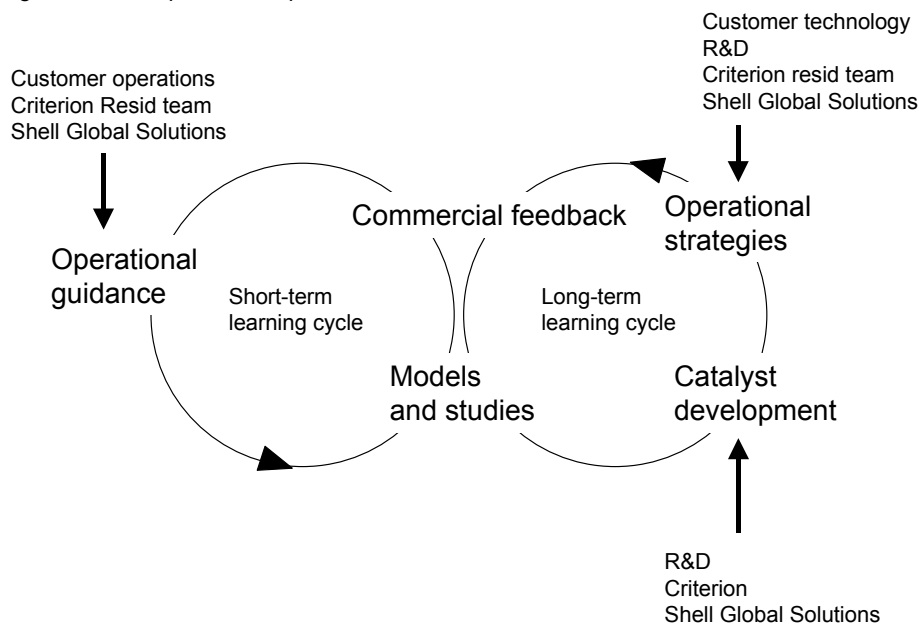 Customer technology
R&D
Criterion resid team
Shell Global Solutions
Customer operations
Criterion Resid team
Shell Global Solutions
Commercial feedback
Operational
strategies
Operational
guidance
Short-term
learning cycle
Long-term
learning cycle
Models
and studies
Catalyst
development
R&D
Criterion
Shell Global Solutions